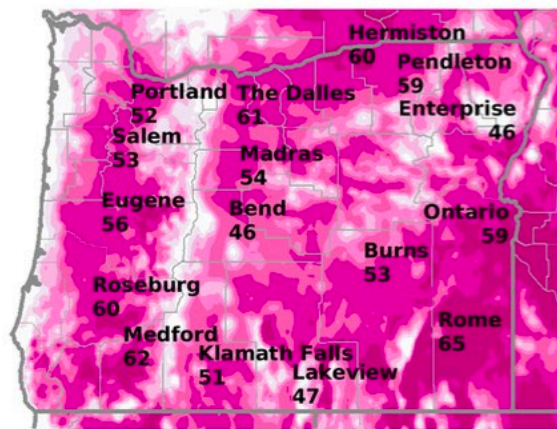 Hermiston
60
Pendleton
59
Portland
52
The Dalles
61
Enterprise
46
Salem
53
Madras
54
Eugene
56
Bend
46
Ontario
59
Burns
53
Roseburg
60
Medford
62
Rome
65
Klamath Falls
51
Lakeview
47